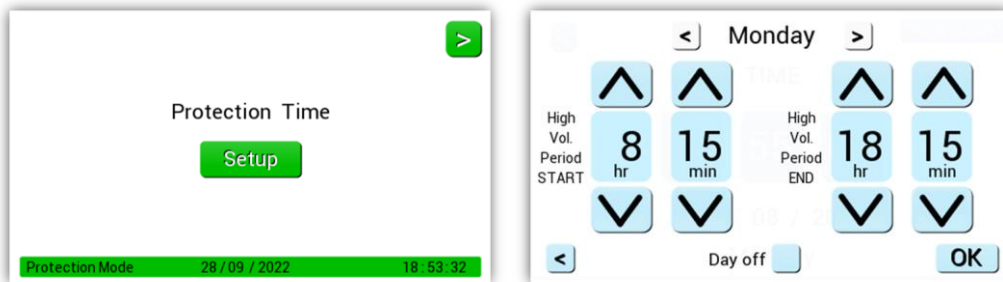 >
Protection Time
Setup
Protection Mode 28 / 09 / 2022 18 : 53 : 32
< Monday >
High Vol. Period START
8 hr
15 min
High Vol. Period END
18 hr
15 min
<
Day off
OK